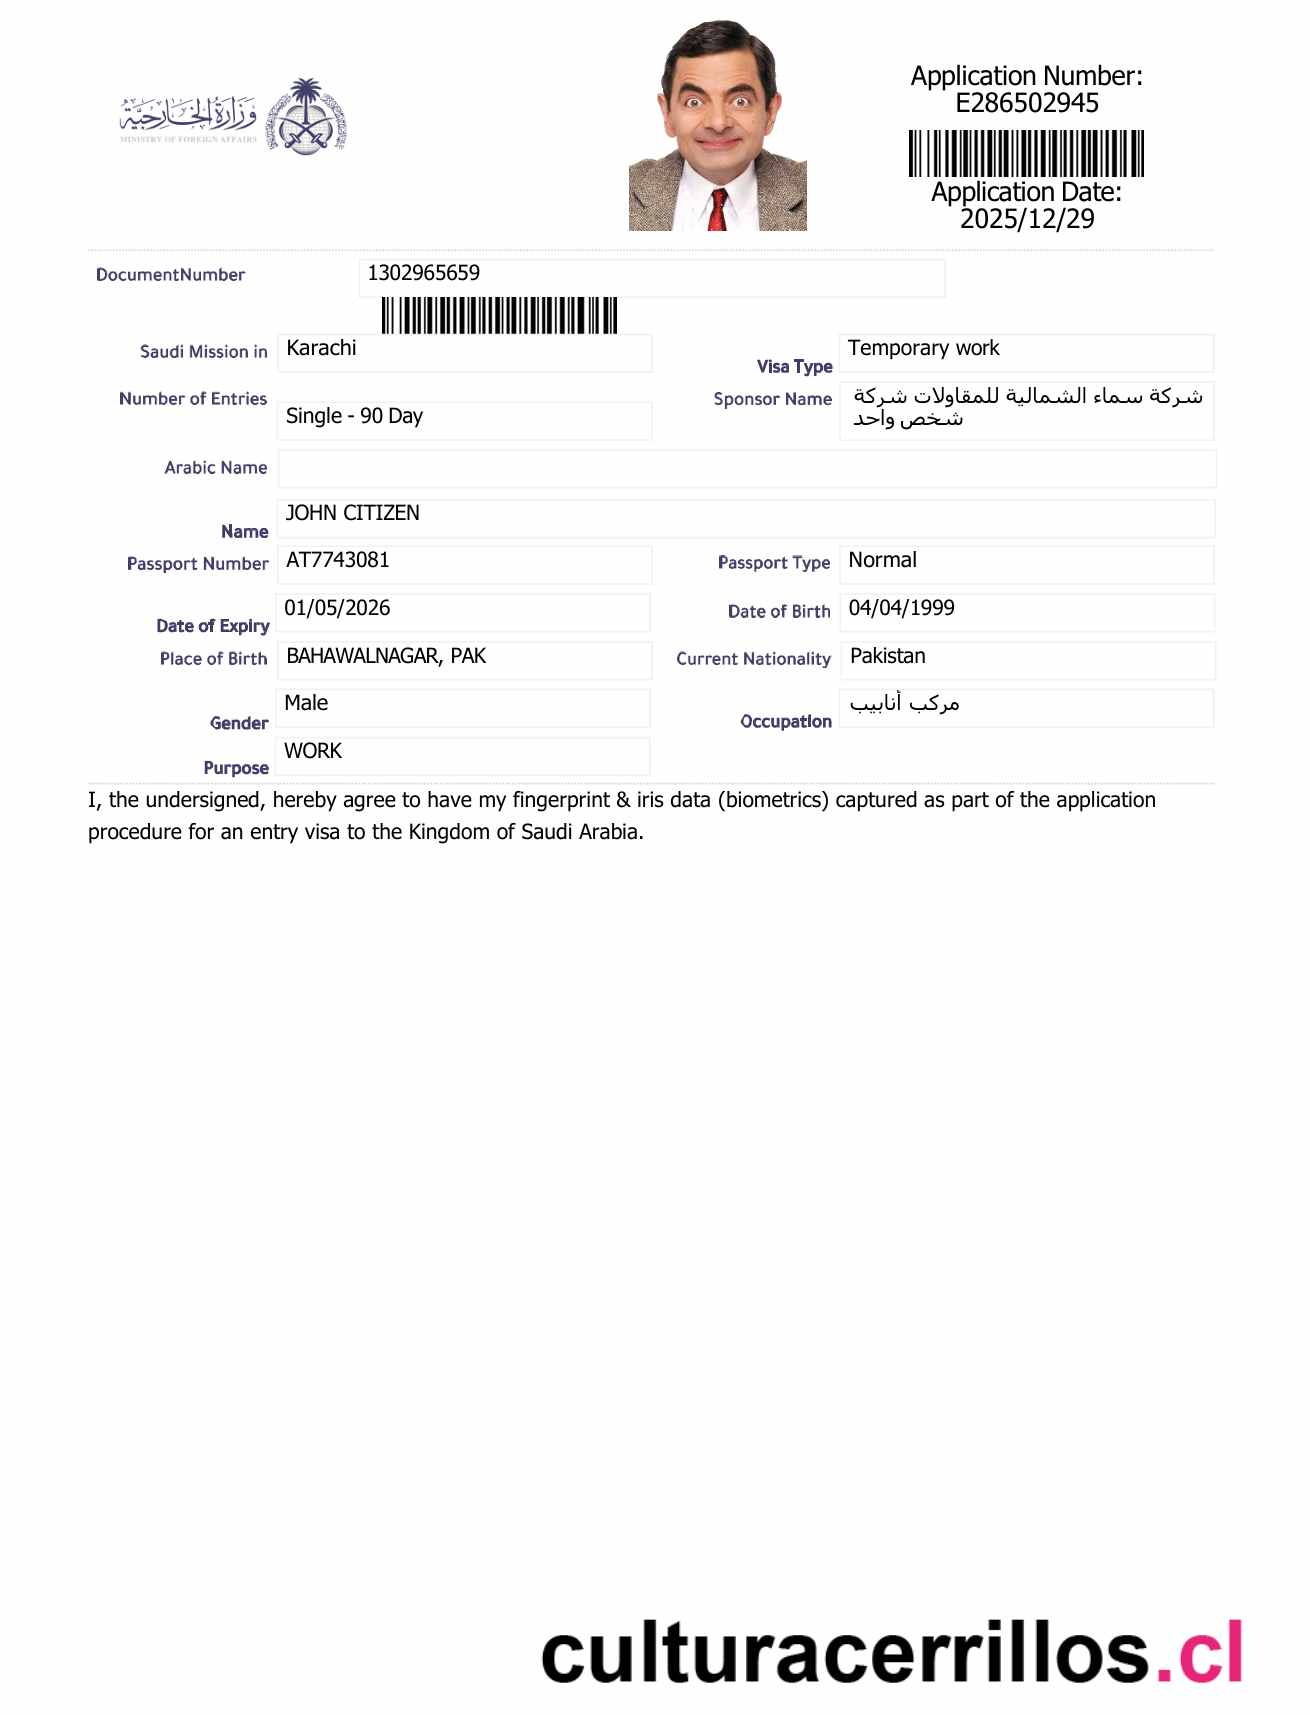 وزارة الخارجية
MINISTRY OF FOREIGN AFFAIRS
Application Number:
E286502945
Application Date:
2025/12/29
DocumentNumber 1302965659
Saudi Mission in Karachi
Visa Type Temporary work
Number of Entries Single - 90 Day
Sponsor Name شركة سماء الشمالية للمقاولات شركة
شخص واحد
Arabic Name
Name JOHN CITIZEN
Passport Number AT7743081 Passport Type Normal
Date of Expiry 01/05/2026 Date of Birth 04/04/1999
Place of Birth BAHAWALNAGAR, PAK Current Nationality Pakistan
Gender Male Occupation مركب أنابيب
Purpose WORK
I, the undersigned, hereby agree to have my fingerprint & iris data (biometrics) captured as part of the application
procedure for an entry visa to the Kingdom of Saudi Arabia.
culturacerrillos.cl